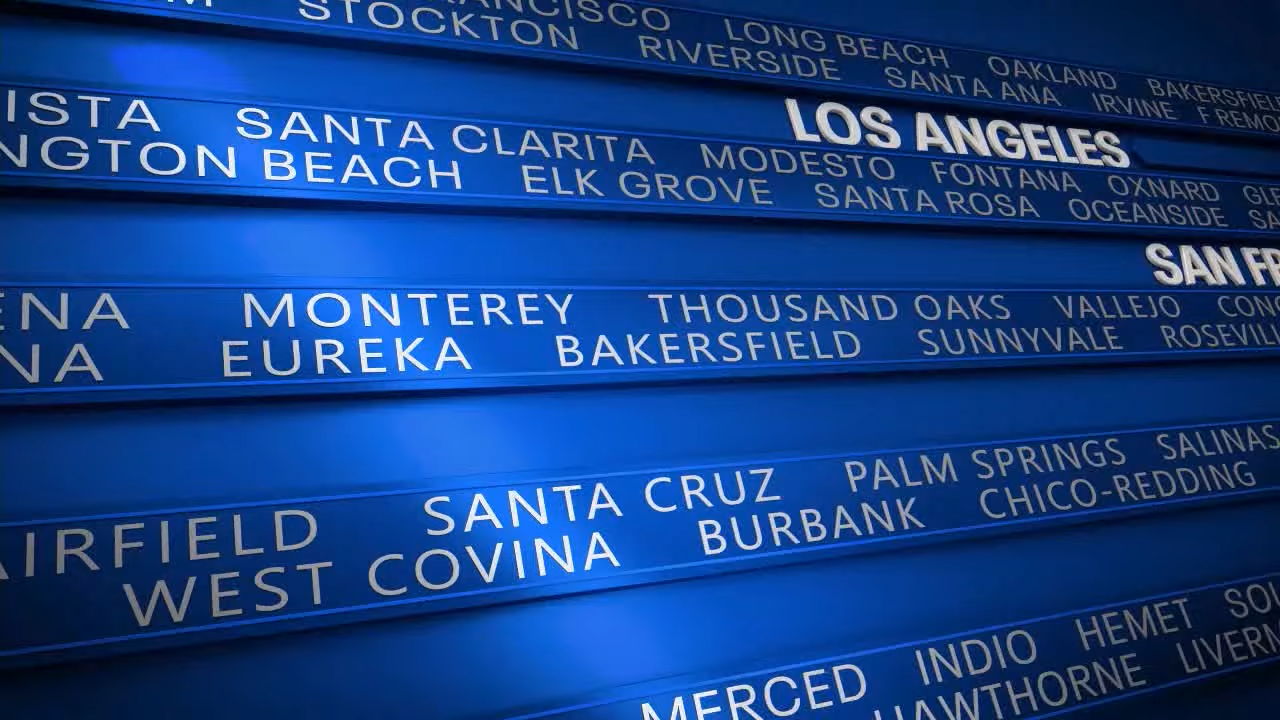 STOCKTON RIVERSIDE SANTA ANA IRVINE
LONG BEACH OAKLAND
LOS ANGELES
SANTA CLARITA MODESTO FONTANA OXNARD
BEACH ELK GROVE SANTA ROSA OCEANSIDE
SAN
MONTEREY THOUSAND OAKS VALLEJO
EUREKA BAKERSFIELD SUNNYVALE
SANTA CRUZ PALM SPRINGS SALINAS
WEST COVINA BURBANK CHICO-REDDING
MERCED INDIO HEMET